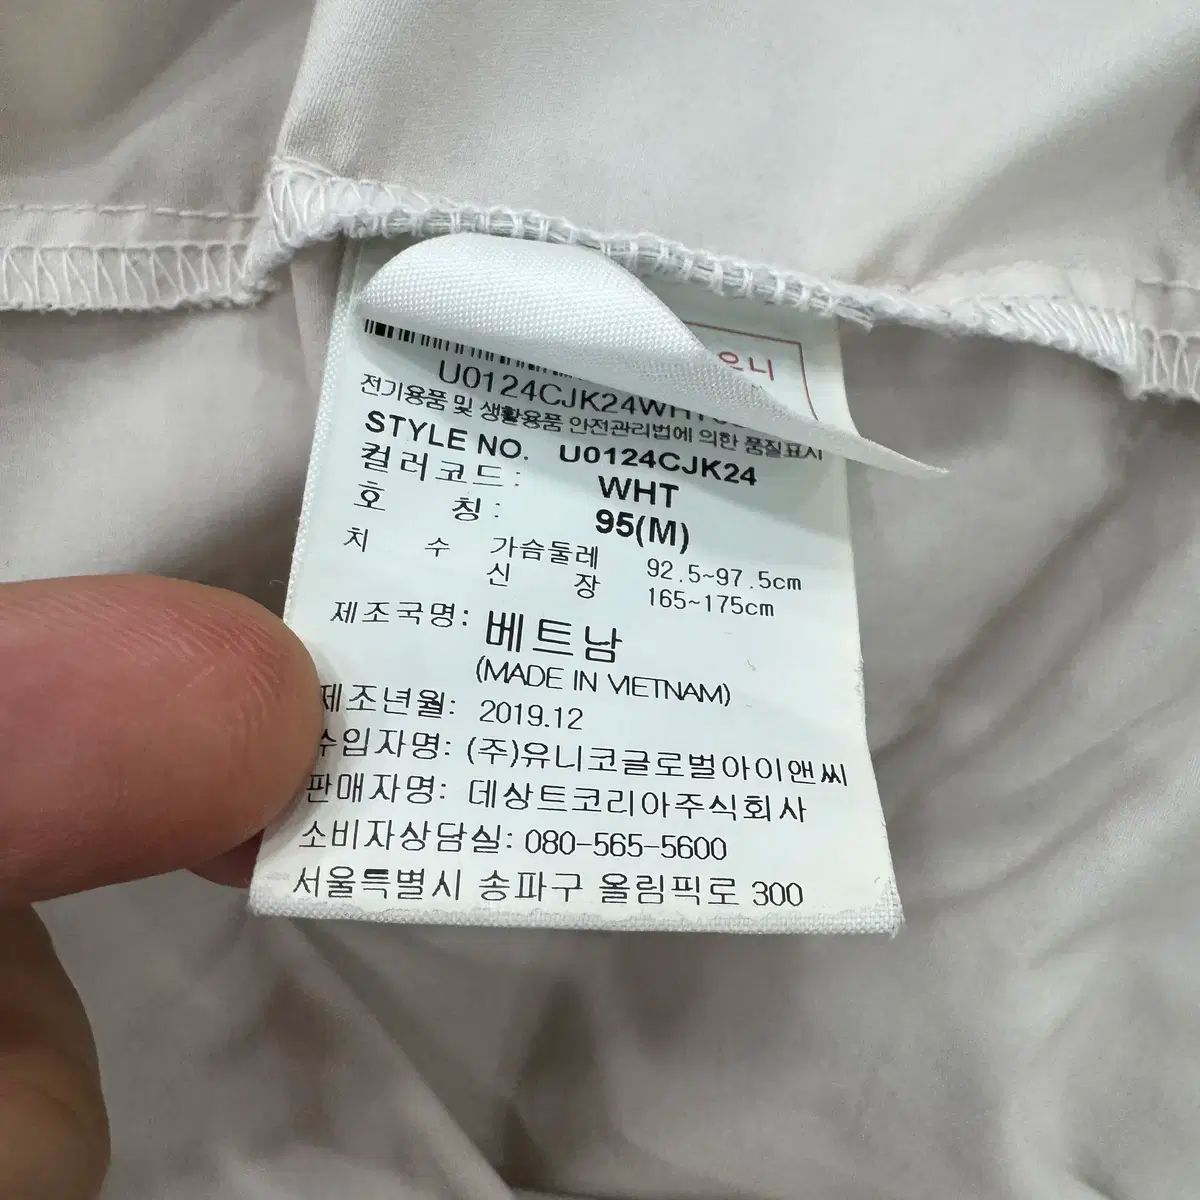 오니
U0124CJK24WHT
전기용품 및 생활용품 안전관리법에 의한 품질표시
STYLE NO. U0124CJK24
컬러코드: WHT
호 칭: 95(M)
치 수 가슴둘레 92.5~97.5cm
신 장 165~175cm
제조국명: 베트남
(MADE IN VIETNAM)
제조년월: 2019.12
수입자명: (주)유니코글로벌아이앤씨
판매자명: 데상트코리아주식회사
소비자상담실: 080-565-5600
서울특별시 송파구 올림픽로 300